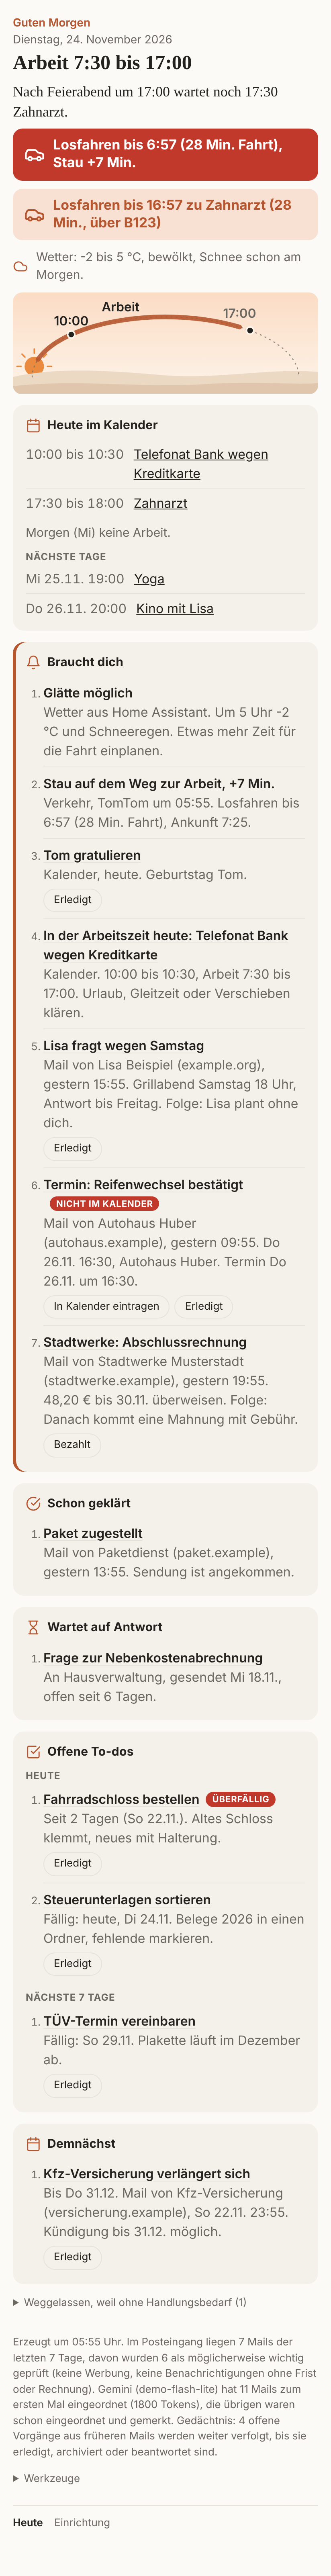 Guten Morgen
Dienstag, 24. November 2026
Arbeit 7:30 bis 17:00
Nach Feierabend um 17:00 wartet noch 17:30
Zahnarzt.
Losfahren bis 6:57 (28 Min. Fahrt),
Stau +7 Min.
Losfahren bis 16:57 zu Zahnarzt (28
Min., über B123)
Wetter: -2 bis 5 °C, bewölkt, Schnee schon am
Morgen.
Arbeit
10:00
17:00
Heute im Kalender
10:00 bis 10:30 Telefonat Bank wegen
Kreditkarte
17:30 bis 18:00 Zahnarzt
Morgen (Mi) keine Arbeit.
NÄCHSTE TAGE
Mi 25.11. 19:00 Yoga
Do 26.11. 20:00 Kino mit Lisa
Braucht dich
1. Glätte möglich
Wetter aus Home Assistant. Um 5 Uhr -2
°C und Schneeregen. Etwas mehr Zeit für
die Fahrt einplanen.
2. Stau auf dem Weg zur Arbeit, +7 Min.
Verkehr, TomTom um 05:55. Losfahren bis
6:57 (28 Min. Fahrt), Ankunft 7:25.
3. Tom gratulieren
Kalender, heute. Geburtstag Tom.
Erledigt
4. In der Arbeitszeit heute: Telefonat Bank
wegen Kreditkarte
Kalender. 10:00 bis 10:30, Arbeit 7:30 bis
17:00. Urlaub, Gleitzeit oder Verschieben
klären.
5. Lisa fragt wegen Samstag
Mail von Lisa Beispiel (example.org),
gestern 15:55. Grillabend Samstag 18 Uhr,
Antwort bis Freitag. Folge: Lisa plant ohne
dich.
Erledigt
6. Termin: Reifenwechsel bestätigt
NICHT IM KALENDER
Mail von Autohaus Huber
(autohaus.example), gestern 09:55. Do
26.11. 16:30, Autohaus Huber. Termin Do
26.11. um 16:30.
In Kalender eintragen Erledigt
7. Stadtwerke: Abschlussrechnung
Mail von Stadtwerke Musterstadt
(stadtwerke.example), gestern 19:55.
48,20 € bis 30.11. überweisen. Folge:
Danach kommt eine Mahnung mit Gebühr.
Bezahlt
Schon geklärt
1. Paket zugestellt
Mail von Paketdienst (paket.example),
gestern 13:55. Sendung ist angekommen.
Wartet auf Antwort
1. Frage zur Nebenkostenabrechnung
An Hausverwaltung, gesendet Mi 18.11.,
offen seit 6 Tagen.
Offene To-dos
HEUTE
1. Fahrradschloss bestellen ÜBERFÄLLIG
Seit 2 Tagen (So 22.11.). Altes Schloss
klemmt, neues mit Halterung.
Erledigt
2. Steuerunterlagen sortieren
Fällig: heute, Di 24.11. Belege 2026 in einen
Ordner, fehlende markieren.
Erledigt
NÄCHSTE 7 TAGE
1. TÜV-Termin vereinbaren
Fällig: So 29.11. Plakette läuft im Dezember
ab.
Erledigt
Demnächst
1. Kfz-Versicherung verlängert sich
Bis Do 31.12. Mail von Kfz-Versicherung
(versicherung.example), So 22.11. 23:55.
Kündigung bis 31.12. möglich.
Erledigt
Weggelassen, weil ohne Handlungsbedarf (1)
Erzeugt um 05:55 Uhr. Im Posteingang liegen 7 Mails der
letzten 7 Tage, davon wurden 6 als möglicherweise wichtig
geprüft (keine Werbung, keine Benachrichtigungen ohne Frist
oder Rechnung). Gemini (demo-flash-lite) hat 11 Mails zum
ersten Mal eingeordnet (1800 Tokens), die übrigen waren
schon eingeordnet und gemerkt. Gedächtnis: 4 offene
Vorgänge aus früheren Mails werden weiter verfolgt, bis sie
erledigt, archiviert oder beantwortet sind.
Werkzeuge
Heute Einrichtung